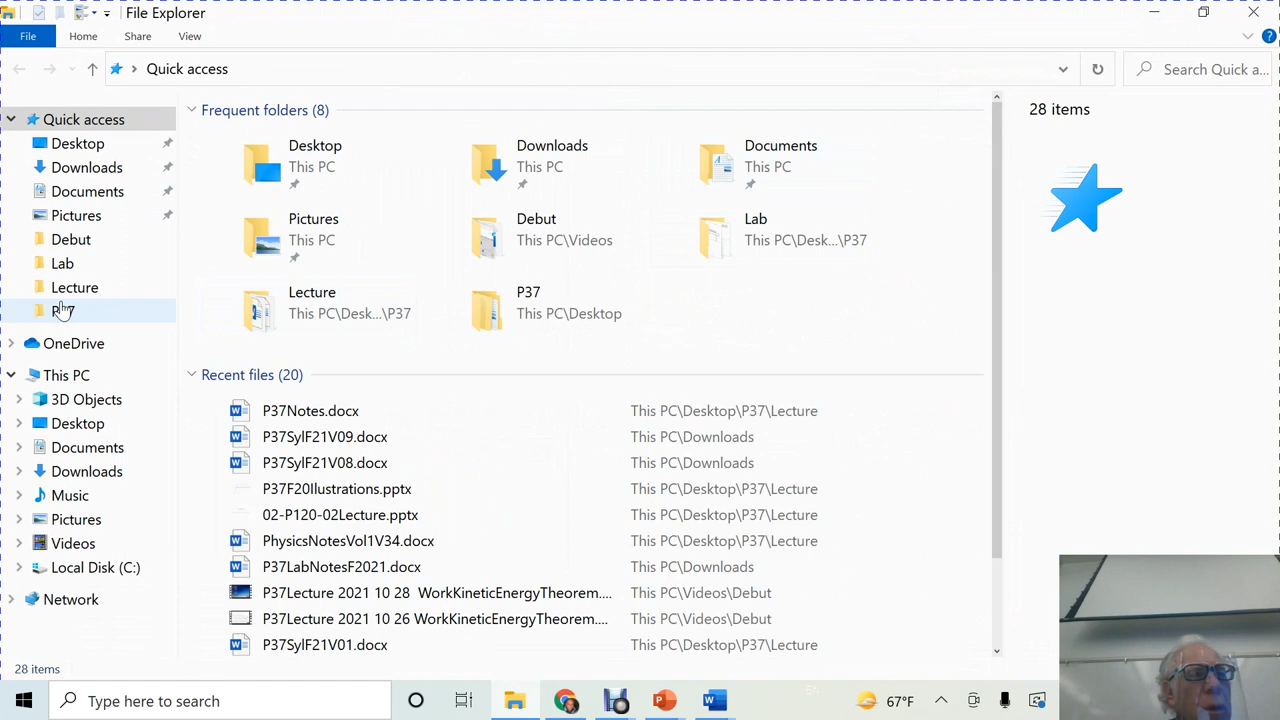 File Explorer
File
Home
Share
View
Quick access
Search Quick a...
Quick access
Desktop
Downloads
Documents
Pictures
Debut
Lab
Lecture
OneDrive
This PC
3D Objects
Desktop
Documents
Downloads
Music
Pictures
Videos
Local Disk (C:)
Network
Frequent folders (8)
Desktop
This PC
Downloads
This PC
Documents
This PC
Pictures
This PC
Debut
This PC\Videos
Lab
This PC\Desk...\P37
Lecture
This PC\Desk...\P37
P37
This PC\Desktop
Recent files (20)
P37Notes.docx This PC\Desktop\P37\Lecture
P37SylF21V09.docx This PC\Downloads
P37SylF21V08.docx This PC\Downloads
P37F20Ilustrations.pptx This PC\Desktop\P37\Lecture
02-P120-02Lecture.pptx This PC\Desktop\P37\Lecture
PhysicsNotesVol1V34.docx This PC\Desktop\P37\Lecture
P37LabNotesF2021.docx This PC\Downloads
P37Lecture 2021 10 28  WorkKineticEnergyTheorem.... This PC\Videos\Debut
P37Lecture 2021 10 26 WorkKineticEnergyTheorem.... This PC\Videos\Debut
P37SylF21V01.docx This PC\Desktop\P37\Lecture
28 items
28 items
Type here to search
67°F